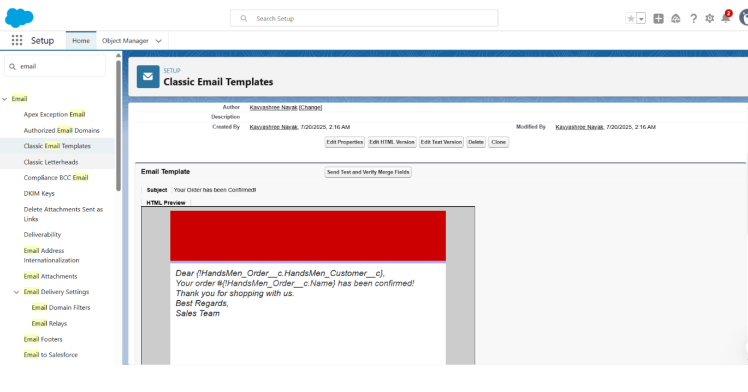 Search Setup
2
Setup
Home
Object Manager
email
SETUP
Classic Email Templates
Email
Apex Exception Email
Authorized Email Domains
Classic Email Templates
Classic Letterheads
Compliance BCC Email
DKIM Keys
Delete Attachments Sent as
Links
Deliverability
Email Address
Internationalization
Email Attachments
Email Delivery Settings
Email Domain Filters
Email Relays
Email Footers
Email to Salesforce
Author Kavyashree Nayak [Change]
Description
Created By Kavyashree Nayak, 7/20/2025, 2:16 AM
Modified By Kavyashree Nayak, 7/20/2025, 2:16 AM
Edit Properties Edit HTML Version Edit Text Version Delete Clone
Email Template
Send Test and Verify Merge Fields
Subject Your Order has been Confirmed!
HTML Preview
Dear {!HandsMen_Order__c.HandsMen_Customer__c},
Your order #{!HandsMen_Order__c.Name} has been confirmed!
Thank you for shopping with us.
Best Regards,
Sales Team